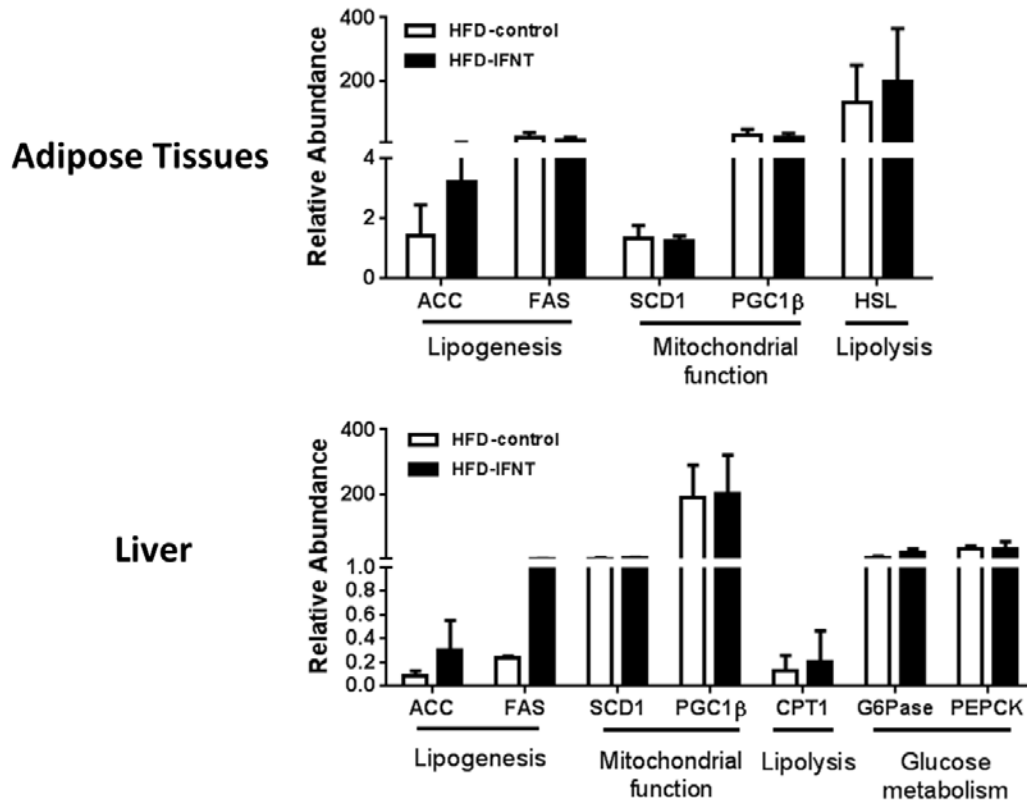 Adipose Tissues
Relative Abundance
400
200
4
2
0
HFD-control
HFD-IFNT
ACC FAS SCD1 PGC1β HSL
Lipogenesis Mitochondrial function Lipolysis
Liver
Relative Abundance
400
200
1.0
0.8
0.6
0.4
0.2
0.0
HFD-control
HFD-IFNT
ACC FAS SCD1 PGC1β CPT1 G6Pase PEPCK
Lipogenesis Mitochondrial function Lipolysis Glucose metabolism